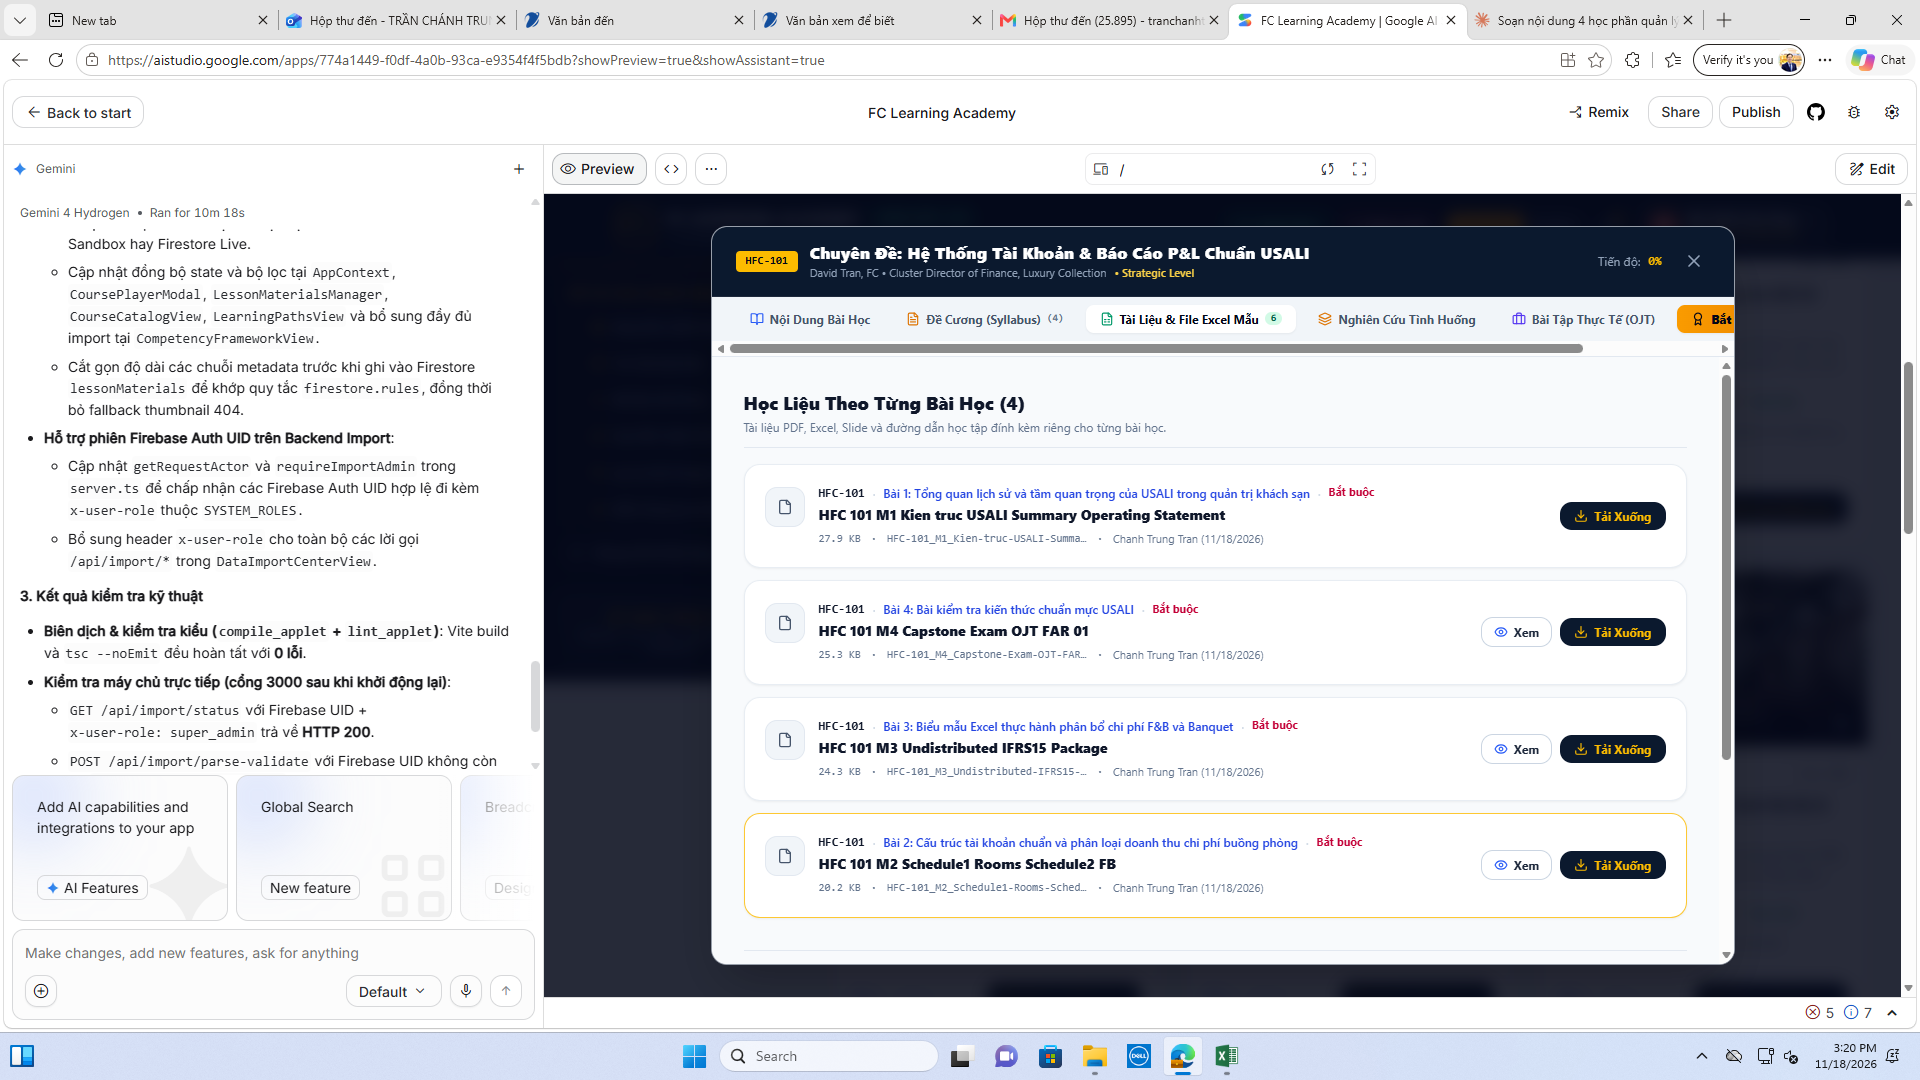 New tab
Hộp thư đến - TRẦN CHÁNH TRU
Văn bản đến
Văn bản xem để biết
Hộp thư đến (25.895) - tranchanht
FC Learning Academy | Google AI
Soạn nội dung 4 học phần quản lý
https://aistudio.google.com/apps/774a1449-f0df-4a0b-93ca-e9354f4f5bdb?showPreview=true&showAssistant=true
Verify it's you
Chat
Back to start
FC Learning Academy
Remix
Share
Publish
Gemini
Preview
/
Edit
Gemini 4 Hydrogen • Ran for 10m 18s
Sandbox hay Firestore Live.
Cập nhật đồng bộ state và bộ lọc tại AppContext,
CoursePlayerModal, LessonMaterialsManager,
CourseCatalogView, LearningPathsView và bổ sung đầy đủ
import tại CompetencyFrameworkView.
Cắt gọn độ dài các chuỗi metadata trước khi ghi vào Firestore
lessonMaterials để khớp quy tắc firestore.rules, đồng thời
bỏ fallback thumbnail 404.
Hỗ trợ phiên Firebase Auth UID trên Backend Import:
Cập nhật getRequestActor và requireImportAdmin trong
server.ts để chấp nhận các Firebase Auth UID hợp lệ đi kèm
x-user-role thuộc SYSTEM_ROLES.
Bổ sung header x-user-role cho toàn bộ các lời gọi
/api/import/* trong DataImportCenterView.
3. Kết quả kiểm tra kỹ thuật
Biên dịch & kiểm tra kiểu (compile_applet + lint_applet): Vite build
và tsc --noEmit đều hoàn tất với 0 lỗi.
Kiểm tra máy chủ trực tiếp (cổng 3000 sau khi khởi động lại):
GET /api/import/status với Firebase UID +
x-user-role: super_admin trả về HTTP 200.
POST /api/import/parse-validate với Firebase UID không còn
Add AI capabilities and
integrations to your app
AI Features
Global Search
New feature
Breadc
Desig
Make changes, add new features, ask for anything
Default
HFC-101
Chuyên Đề: Hệ Thống Tài Khoản & Báo Cáo P&L Chuẩn USALI
David Tran, FC • Cluster Director of Finance, Luxury Collection • Strategic Level
Tiến độ: 0%
Nội Dung Bài Học
Đề Cương (Syllabus) (4)
Tài Liệu & File Excel Mẫu 6
Nghiên Cứu Tình Huống
Bài Tập Thực Tế (OJT)
Bắt
Học Liệu Theo Từng Bài Học (4)
Tài liệu PDF, Excel, Slide và đường dẫn học tập đính kèm riêng cho từng bài học.
HFC-101 · Bài 1: Tổng quan lịch sử và tầm quan trọng của USALI trong quản trị khách sạn · Bắt buộc
HFC 101 M1 Kien truc USALI Summary Operating Statement
27.9 KB • HFC-101_M1_Kien-truc-USALI-Summa… • Chanh Trung Tran (11/18/2026)
Tải Xuống
HFC-101 · Bài 4: Bài kiểm tra kiến thức chuẩn mực USALI · Bắt buộc
HFC 101 M4 Capstone Exam OJT FAR 01
25.3 KB • HFC-101_M4_Capstone-Exam-OJT-FAR… • Chanh Trung Tran (11/18/2026)
Xem
Tải Xuống
HFC-101 · Bài 3: Biểu mẫu Excel thực hành phân bổ chi phí F&B và Banquet · Bắt buộc
HFC 101 M3 Undistributed IFRS15 Package
24.3 KB • HFC-101_M3_Undistributed-IFRS15-… • Chanh Trung Tran (11/18/2026)
Xem
Tải Xuống
HFC-101 · Bài 2: Cấu trúc tài khoản chuẩn và phân loại doanh thu chi phí buồng phòng · Bắt buộc
HFC 101 M2 Schedule1 Rooms Schedule2 FB
20.2 KB • HFC-101_M2_Schedule1-Rooms-Sched… • Chanh Trung Tran (11/18/2026)
Xem
Tải Xuống
5
7
Search
DELL
3:20 PM
11/18/2026